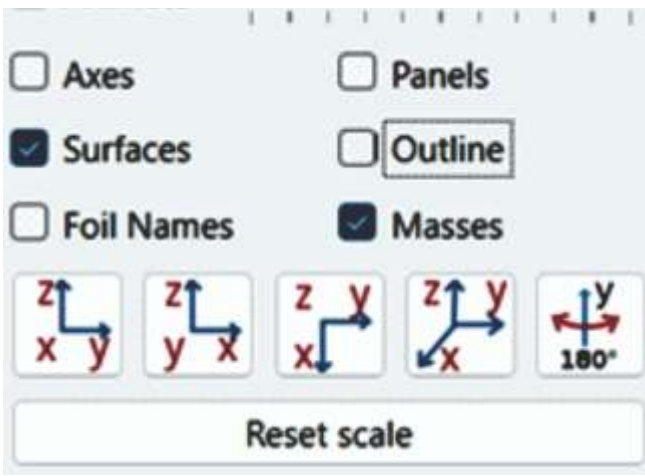 Axes Panels
Surfaces Outline
Foil Names Masses
z z z y z y y
x y y x x x 180°
Reset scale